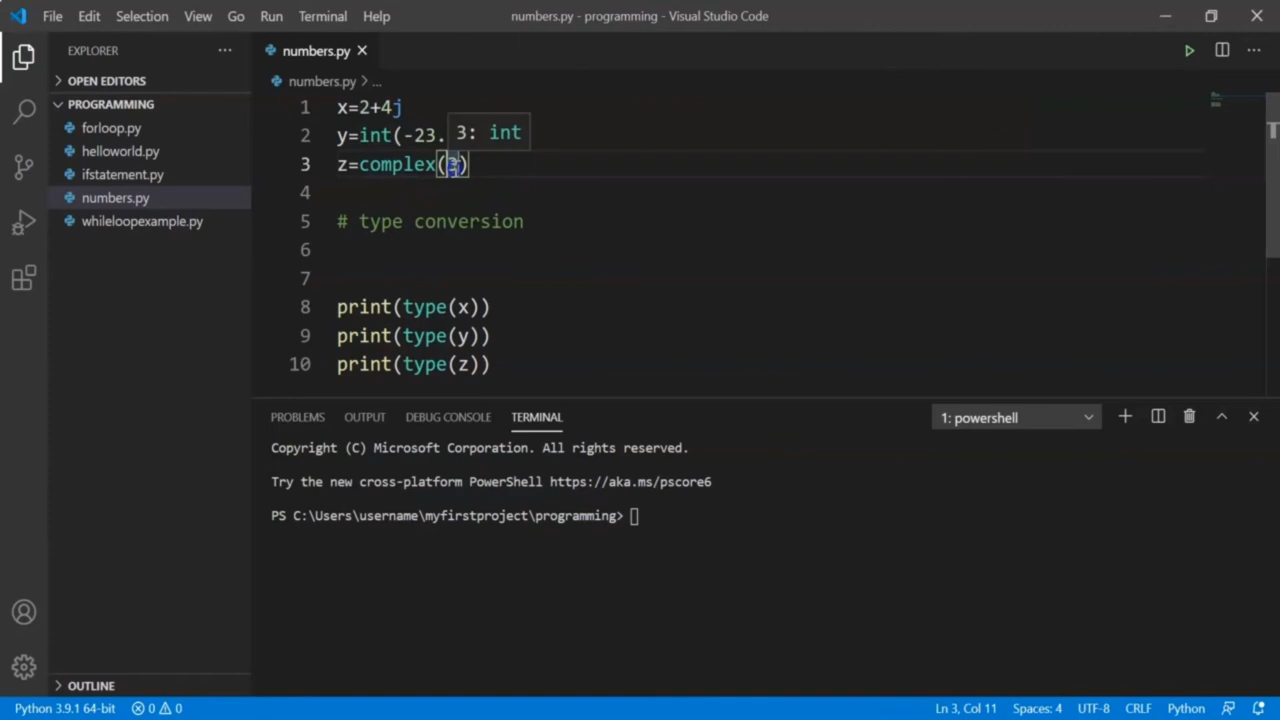 File Edit Selection View Go Run Terminal Help numbers.py - programming - Visual Studio Code
EXPLORER
OPEN EDITORS
PROGRAMMING
forloop.py
helloworld.py
ifstatement.py
numbers.py
whileloopexample.py
OUTLINE
numbers.py
numbers.py > ...
1 x=2+4j
2 y=int(-23.
3: int
3 z=complex(3)
4
5 # type conversion
6
7
8 print(type(x))
9 print(type(y))
10 print(type(z))
PROBLEMS OUTPUT DEBUG CONSOLE TERMINAL 1: powershell
Copyright (C) Microsoft Corporation. All rights reserved.
Try the new cross-platform PowerShell https://aka.ms/pscore6
PS C:\Users\username\myfirstproject\programming>
Python 3.9.1 64-bit 0 0 Ln 3, Col 11 Spaces: 4 UTF-8 CRLF Python